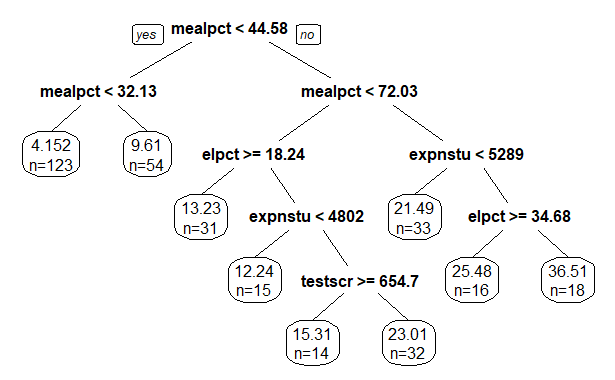 yes mealpct < 44.58 no
mealpct < 32.13 mealpct < 72.03
4.152 9.61 elpct >= 18.24 expnstu < 5289
n=123 n=54
13.23 expnstu < 4802 21.49 elpct >= 34.68
n=31 n=33
12.24 testscr >= 654.7 25.48 36.51
n=15 n=16 n=18
15.31 23.01
n=14 n=32